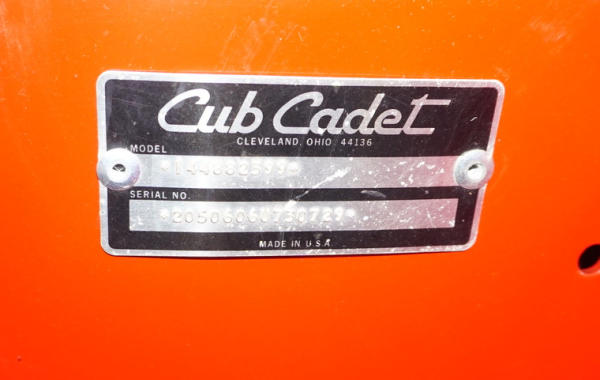 Cub Cadet
CLEVELAND, OHIO 44136
MODEL
SERIAL NO.
MADE IN U.S.A.